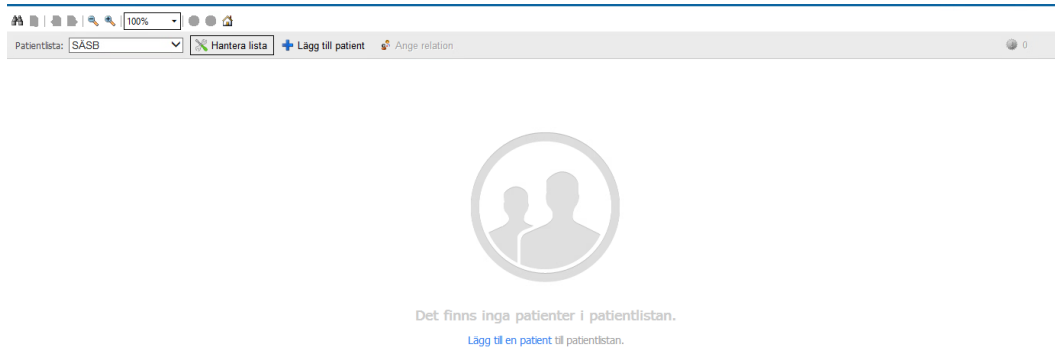 100%
Patientlista: SÄSB Hantera lista Lägg till patient Ange relation 0
Det finns inga patienter i patientlistan.
Lägg till en patient till patientlistan.